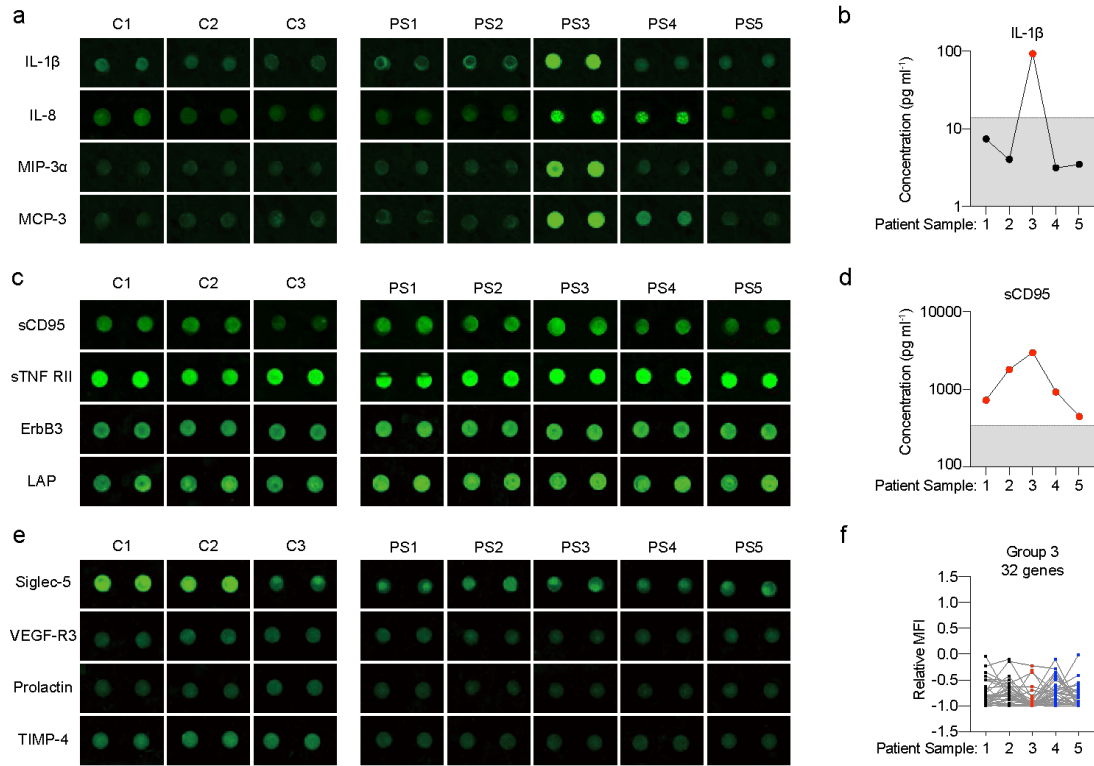 a
C1 C2 C3 PS1 PS2 PS3 PS4 PS5
IL-1β
IL-8
MIP-3α
MCP-3
b
IL-1β
Concentration (pg ml⁻¹)
100
10
1
Patient Sample: 1 2 3 4 5
c
C1 C2 C3 PS1 PS2 PS3 PS4 PS5
sCD95
sTNF RII
ErbB3
LAP
d
sCD95
Concentration (pg ml⁻¹)
10000
1000
100
Patient Sample: 1 2 3 4 5
e
C1 C2 C3 PS1 PS2 PS3 PS4 PS5
Siglec-5
VEGF-R3
Prolactin
TIMP-4
f
Group 3
32 genes
Relative MFI
1.5
1.0
0.5
0.0
-0.5
-1.0
-1.5
Patient Sample: 1 2 3 4 5